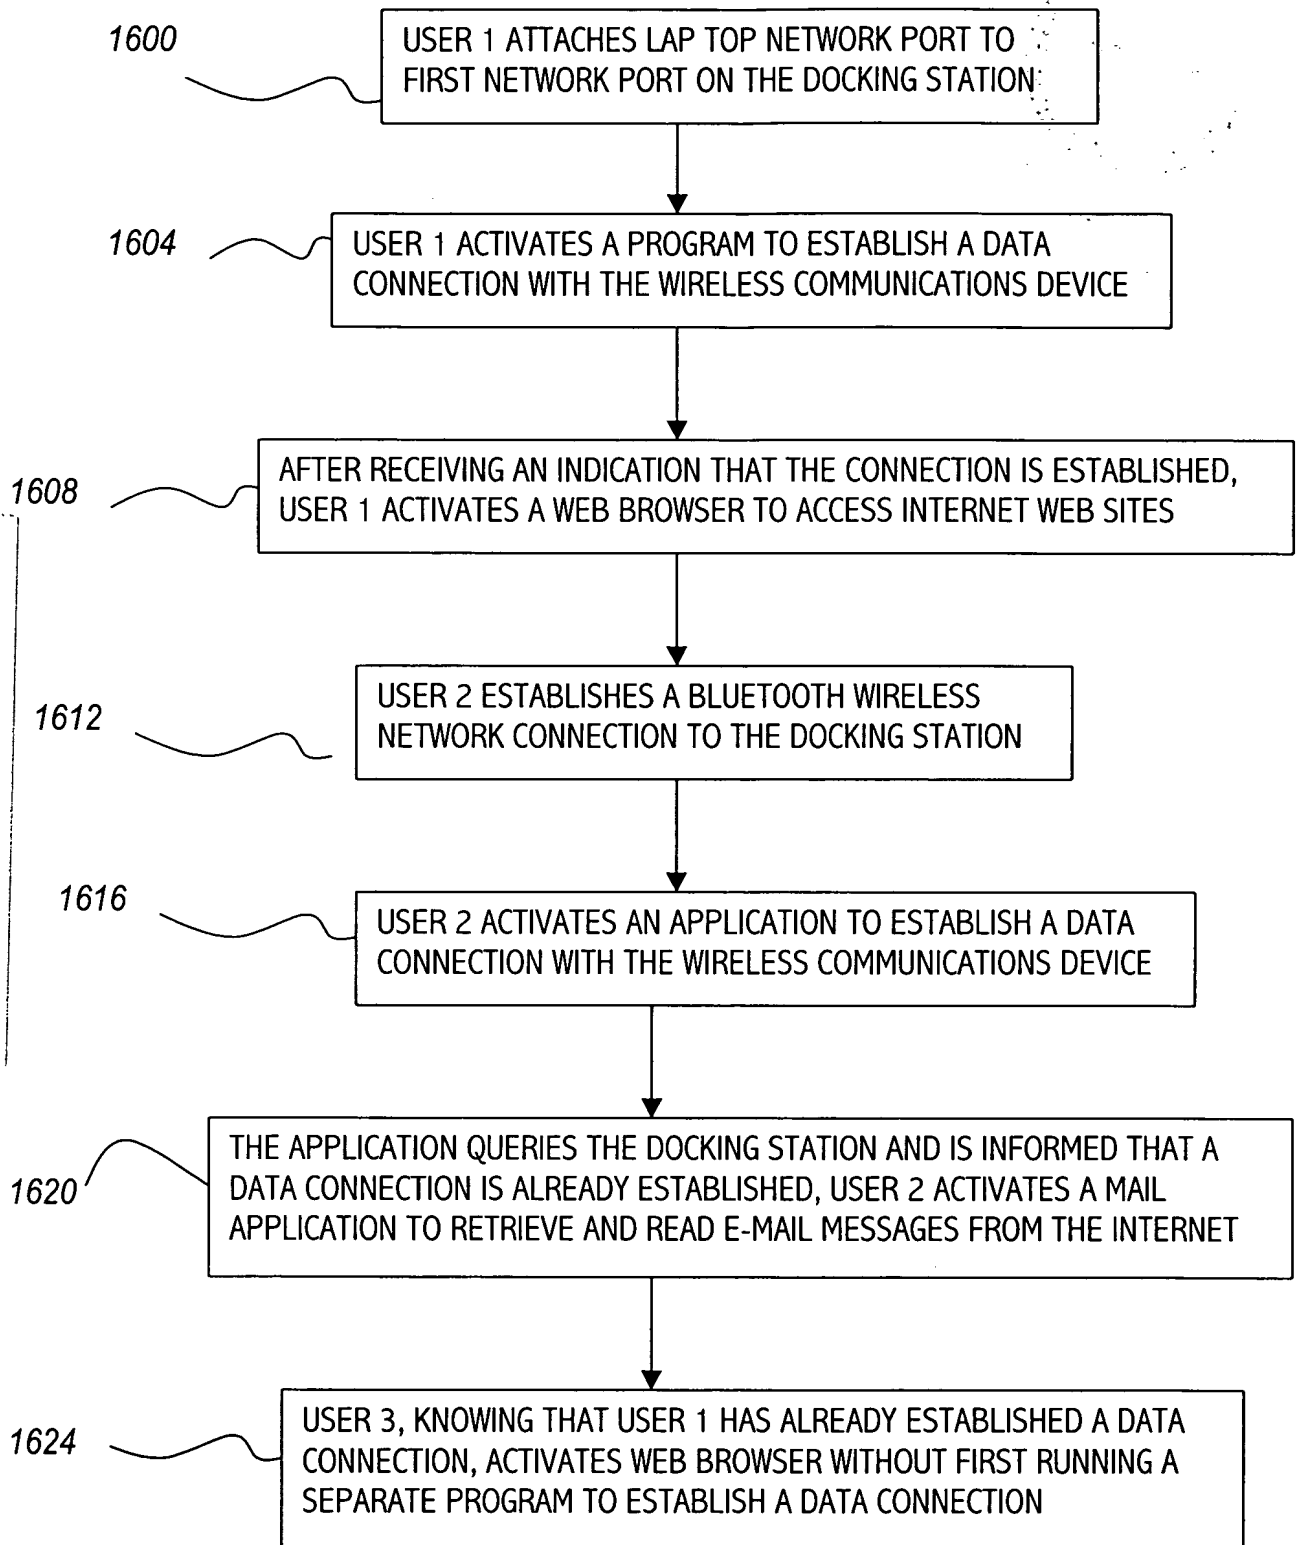 1600
USER 1 ATTACHES LAP TOP NETWORK PORT TO
FIRST NETWORK PORT ON THE DOCKING STATION
1604
USER 1 ACTIVATES A PROGRAM TO ESTABLISH A DATA
CONNECTION WITH THE WIRELESS COMMUNICATIONS DEVICE
1608
AFTER RECEIVING AN INDICATION THAT THE CONNECTION IS ESTABLISHED,
USER 1 ACTIVATES A WEB BROWSER TO ACCESS INTERNET WEB SITES
1612
USER 2 ESTABLISHES A BLUETOOTH WIRELESS
NETWORK CONNECTION TO THE DOCKING STATION
1616
USER 2 ACTIVATES AN APPLICATION TO ESTABLISH A DATA
CONNECTION WITH THE WIRELESS COMMUNICATIONS DEVICE
1620
THE APPLICATION QUERIES THE DOCKING STATION AND IS INFORMED THAT A
DATA CONNECTION IS ALREADY ESTABLISHED, USER 2 ACTIVATES A MAIL
APPLICATION TO RETRIEVE AND READ E-MAIL MESSAGES FROM THE INTERNET
1624
USER 3, KNOWING THAT USER 1 HAS ALREADY ESTABLISHED A DATA
CONNECTION, ACTIVATES WEB BROWSER WITHOUT FIRST RUNNING A
SEPARATE PROGRAM TO ESTABLISH A DATA CONNECTION